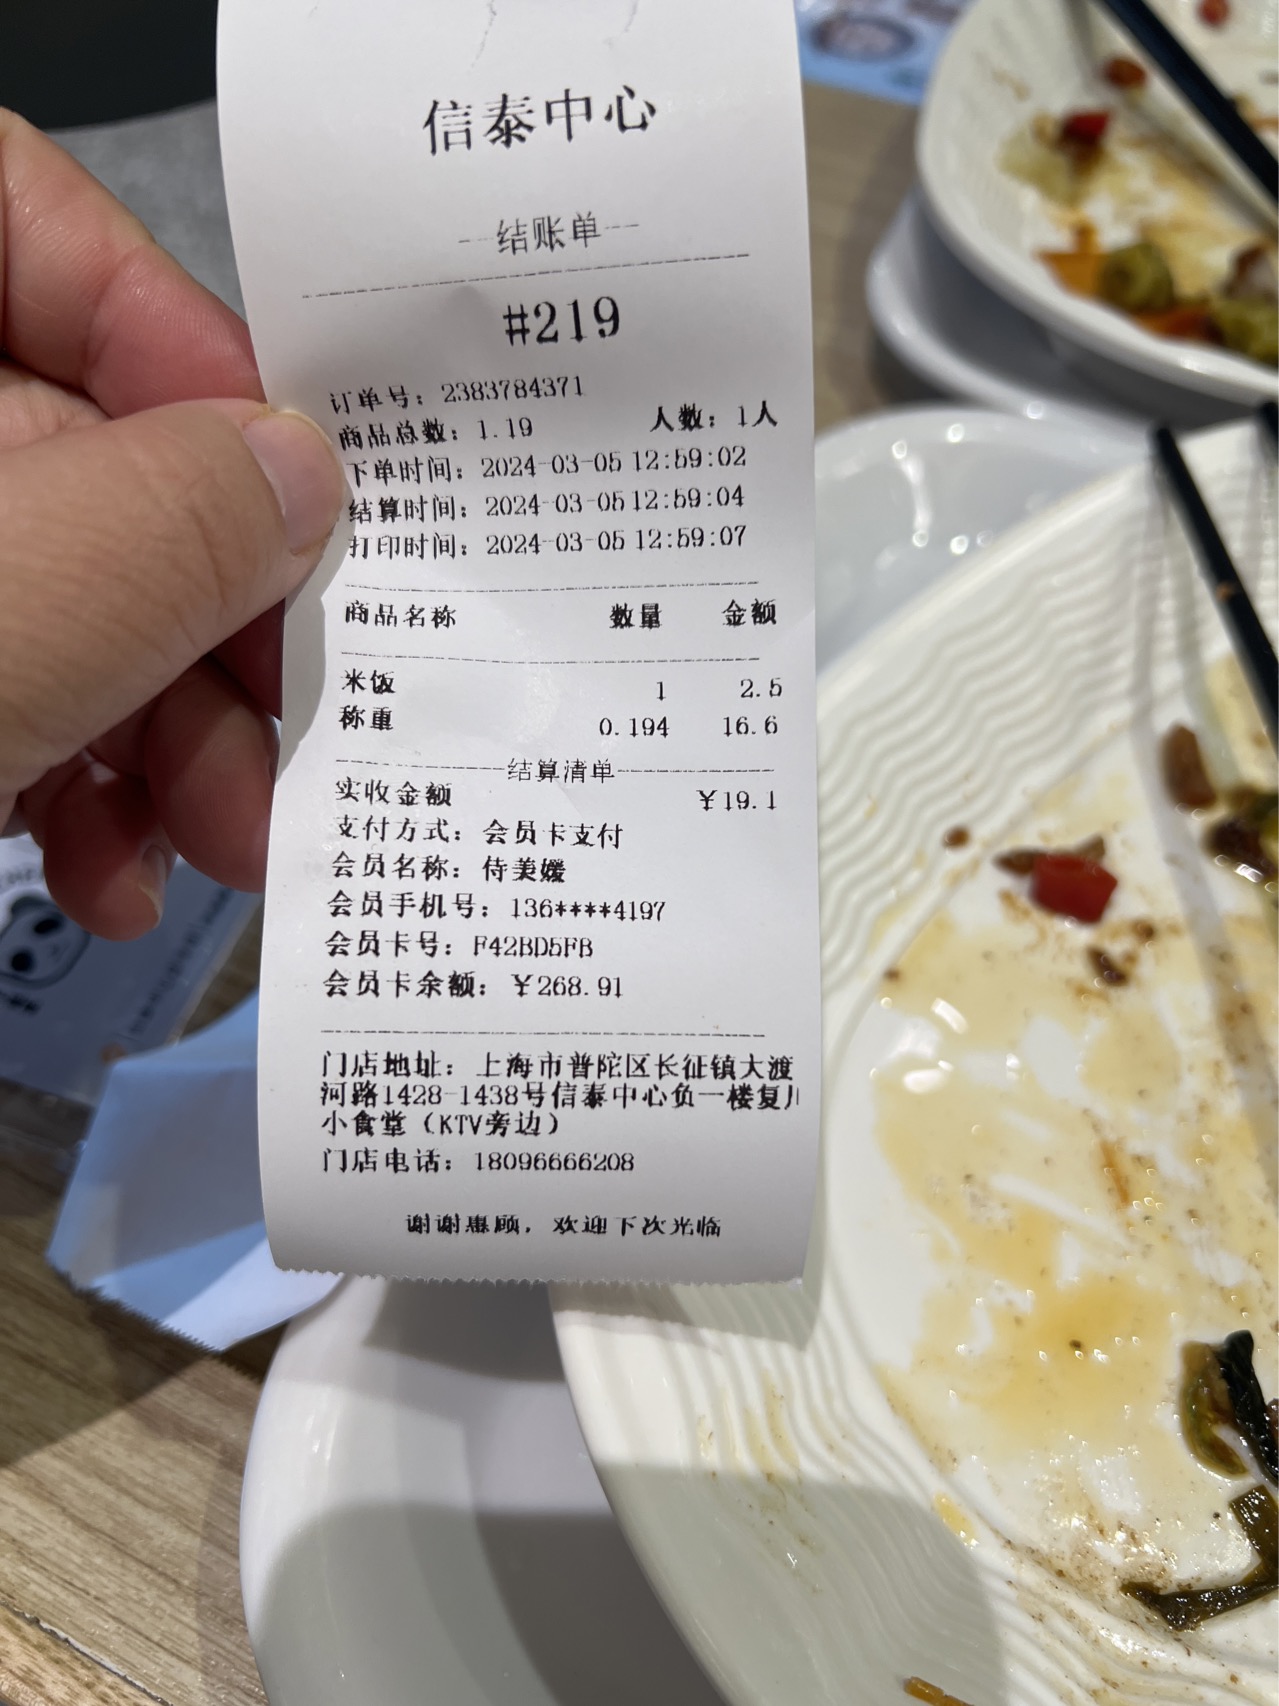 信泰中心
--结账单--
#219
订单号：2383784371
商品总数：1.19 人数：1人
下单时间：2024-03-05 12:59:02
结算时间：2024-03-05 12:59:04
打印时间：2024-03-05 12:59:07
商品名称 数量 金额
米饭 1 2.5
称重 0.194 16.6
结算清单
实收金额 ￥19.1
支付方式：会员卡支付
会员名称：侍美媛
会员手机号：136****4197
会员卡号：F42BD5FB
会员卡余额：￥268.91
门店地址：上海市普陀区长征镇大渡
河路1428-1438号信泰中心负一楼复川
小食堂（KTV旁边）
门店电话：18096666208
谢谢惠顾，欢迎下次光临